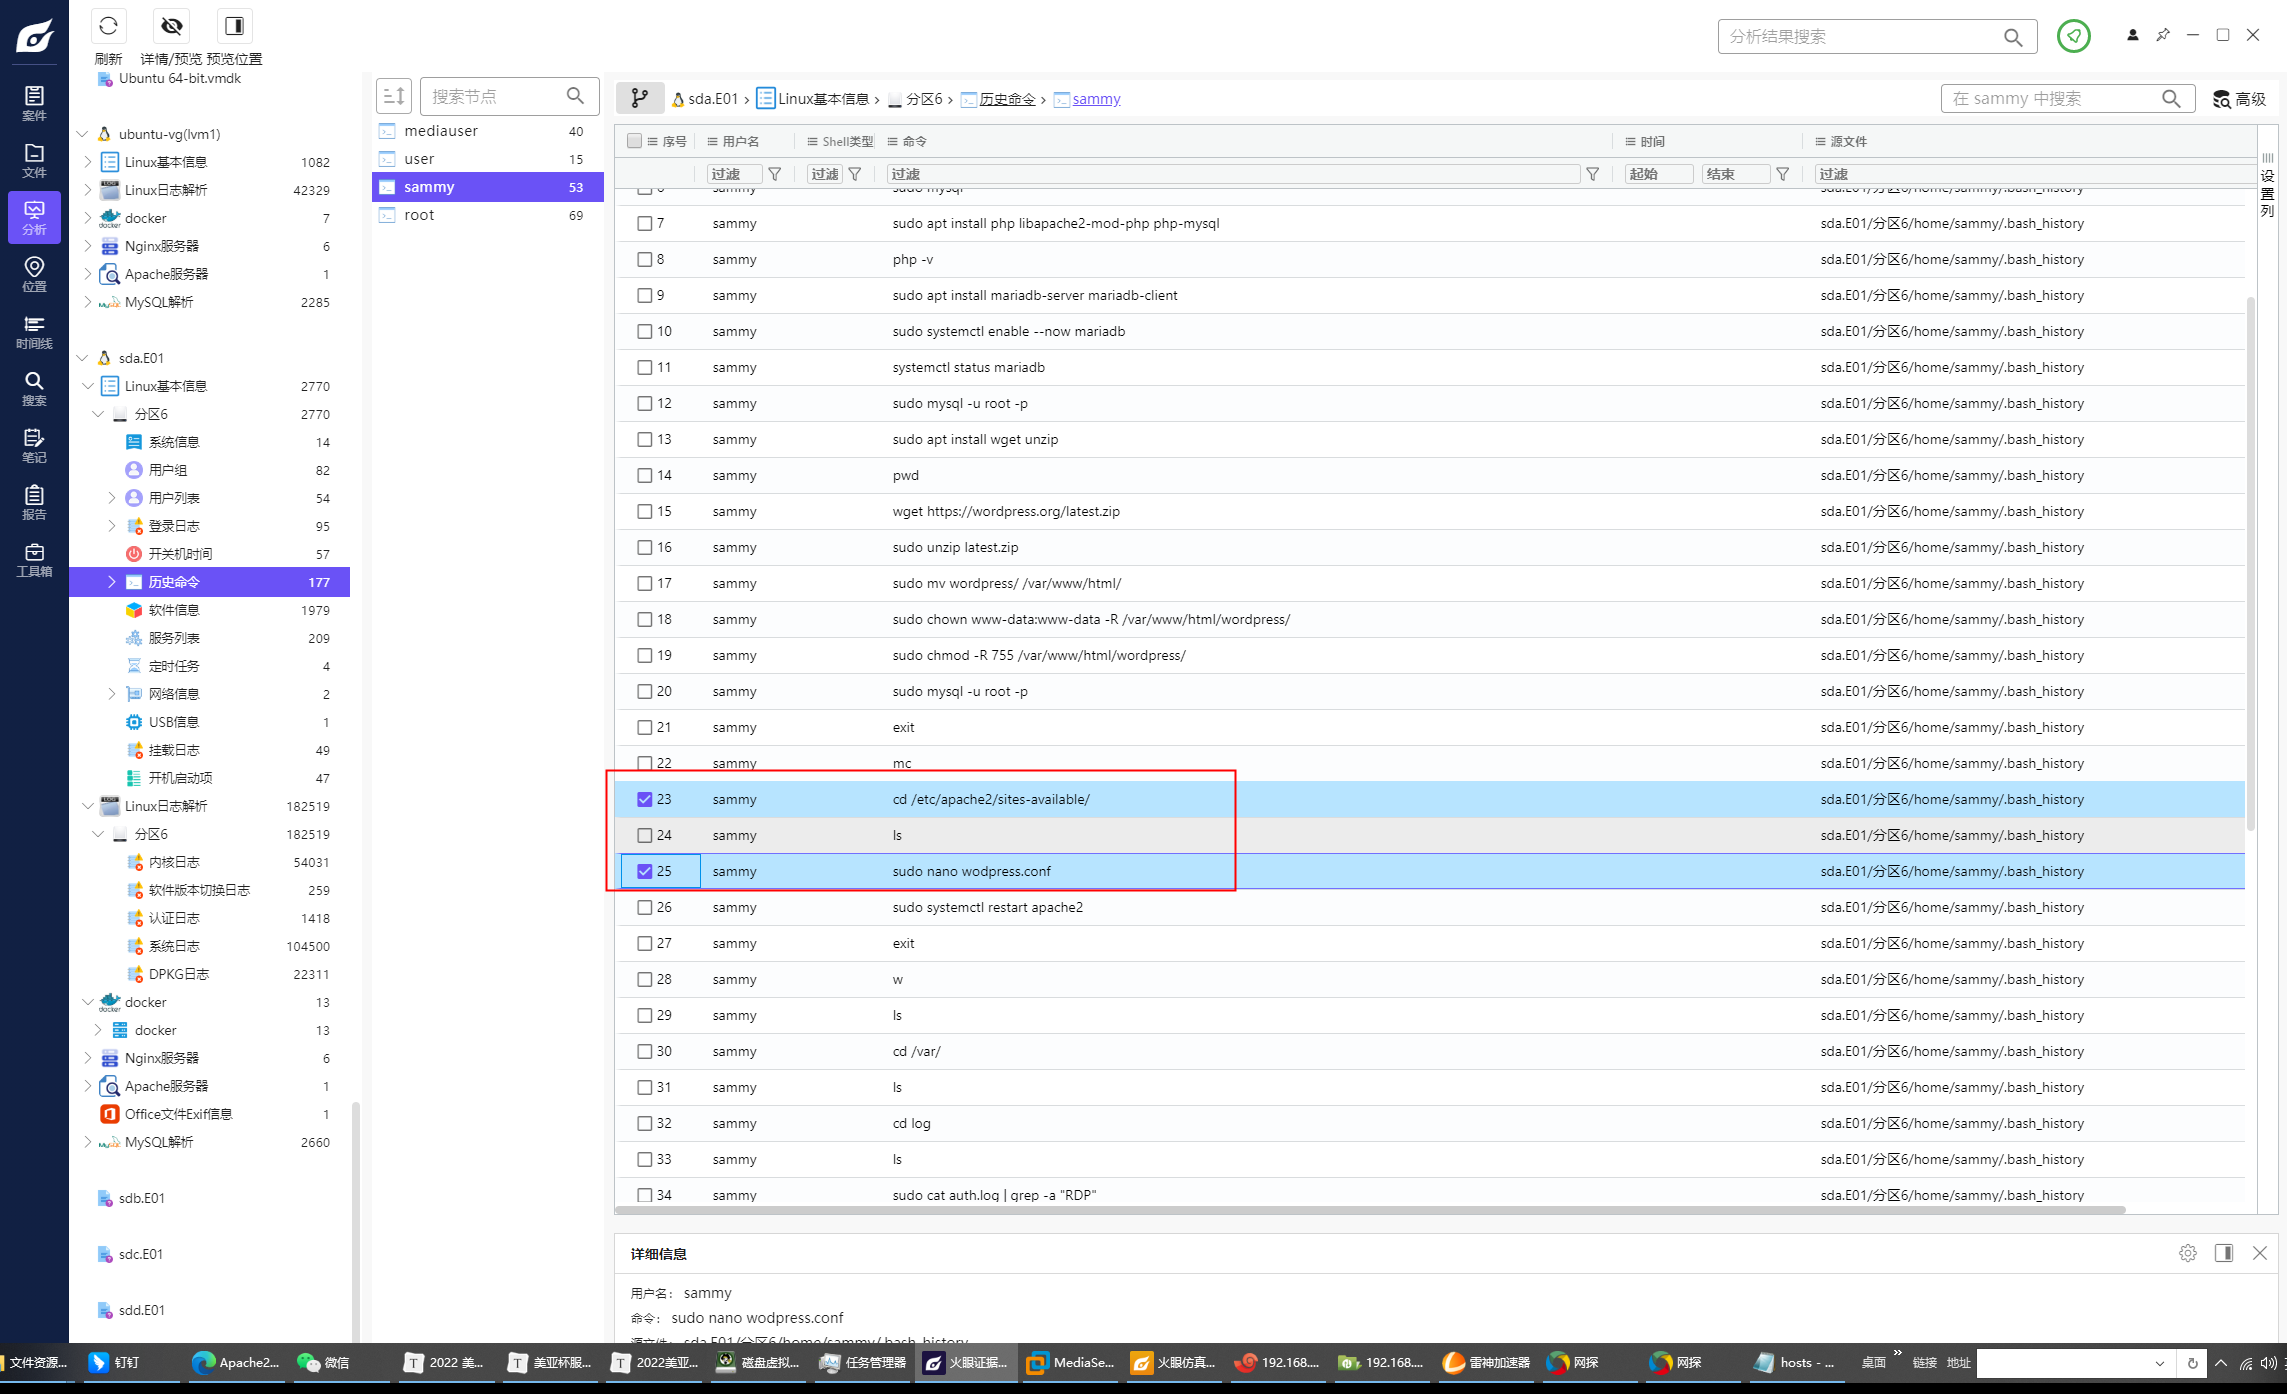 刷新 详情/预览 预览位置
分析结果搜索
案件
文件
分析
位置
时间线
搜索
笔记
报告
工具箱
Ubuntu 64-bit.vmdk
ubuntu-vg(lvm1)
Linux基本信息 1082
Linux日志解析 42329
docker 7
Nginx服务器 6
Apache服务器 1
MySQL解析 2285
sda.E01
Linux基本信息 2770
分区6 2770
系统信息 14
用户组 82
用户列表 54
登录日志 95
开关机时间 57
历史命令 177
软件信息 1979
服务列表 209
定时任务 4
网络信息 2
USB信息 1
挂载日志 49
开机启动项 47
Linux日志解析 182519
分区6 182519
内核日志 54031
软件版本切换日志 259
认证日志 1418
系统日志 104500
DPKG日志 22311
docker 13
docker 13
Nginx服务器 6
Apache服务器 1
Office文件Exif信息 1
MySQL解析 2660
sdb.E01
sdc.E01
sdd.E01
搜索节点
mediauser 40
user 15
sammy 53
root 69
sda.E01 › Linux基本信息 › 分区6 › 历史命令 › sammy
在 sammy 中搜索 高级
序号 用户名 Shell类型 命令 时间 源文件
过滤 过滤 过滤 起始 结束 过滤
设置列
6 sammy sudo mysql sda.E01/分区6/home/sammy/.bash_history
7 sammy sudo apt install php libapache2-mod-php php-mysql sda.E01/分区6/home/sammy/.bash_history
8 sammy php -v sda.E01/分区6/home/sammy/.bash_history
9 sammy sudo apt install mariadb-server mariadb-client sda.E01/分区6/home/sammy/.bash_history
10 sammy sudo systemctl enable --now mariadb sda.E01/分区6/home/sammy/.bash_history
11 sammy systemctl status mariadb sda.E01/分区6/home/sammy/.bash_history
12 sammy sudo mysql -u root -p sda.E01/分区6/home/sammy/.bash_history
13 sammy sudo apt install wget unzip sda.E01/分区6/home/sammy/.bash_history
14 sammy pwd sda.E01/分区6/home/sammy/.bash_history
15 sammy wget https://wordpress.org/latest.zip sda.E01/分区6/home/sammy/.bash_history
16 sammy sudo unzip latest.zip sda.E01/分区6/home/sammy/.bash_history
17 sammy sudo mv wordpress/ /var/www/html/ sda.E01/分区6/home/sammy/.bash_history
18 sammy sudo chown www-data:www-data -R /var/www/html/wordpress/ sda.E01/分区6/home/sammy/.bash_history
19 sammy sudo chmod -R 755 /var/www/html/wordpress/ sda.E01/分区6/home/sammy/.bash_history
20 sammy sudo mysql -u root -p sda.E01/分区6/home/sammy/.bash_history
21 sammy exit sda.E01/分区6/home/sammy/.bash_history
22 sammy mc sda.E01/分区6/home/sammy/.bash_history
23 sammy cd /etc/apache2/sites-available/ sda.E01/分区6/home/sammy/.bash_history
24 sammy ls sda.E01/分区6/home/sammy/.bash_history
25 sammy sudo nano wodpress.conf sda.E01/分区6/home/sammy/.bash_history
26 sammy sudo systemctl restart apache2 sda.E01/分区6/home/sammy/.bash_history
27 sammy exit sda.E01/分区6/home/sammy/.bash_history
28 sammy w sda.E01/分区6/home/sammy/.bash_history
29 sammy ls sda.E01/分区6/home/sammy/.bash_history
30 sammy cd /var/ sda.E01/分区6/home/sammy/.bash_history
31 sammy ls sda.E01/分区6/home/sammy/.bash_history
32 sammy cd log sda.E01/分区6/home/sammy/.bash_history
33 sammy ls sda.E01/分区6/home/sammy/.bash_history
34 sammy sudo cat auth.log | grep -a "RDP" sda.E01/分区6/home/sammy/.bash_history
详细信息
用户名: sammy
命令: sudo nano wodpress.conf
源文件: sda.E01/分区6/home/sammy/.bash_history
文件资源... 钉钉 Apache2... 微信 2022 美... 美亚杯服... 2022美亚... 磁盘虚拟... 任务管理器 火眼证据... MediaSe... 火眼仿真... 192.168.... 192.168.... 雷神加速器 网探 网探 hosts - ... 桌面 » 链接 地址